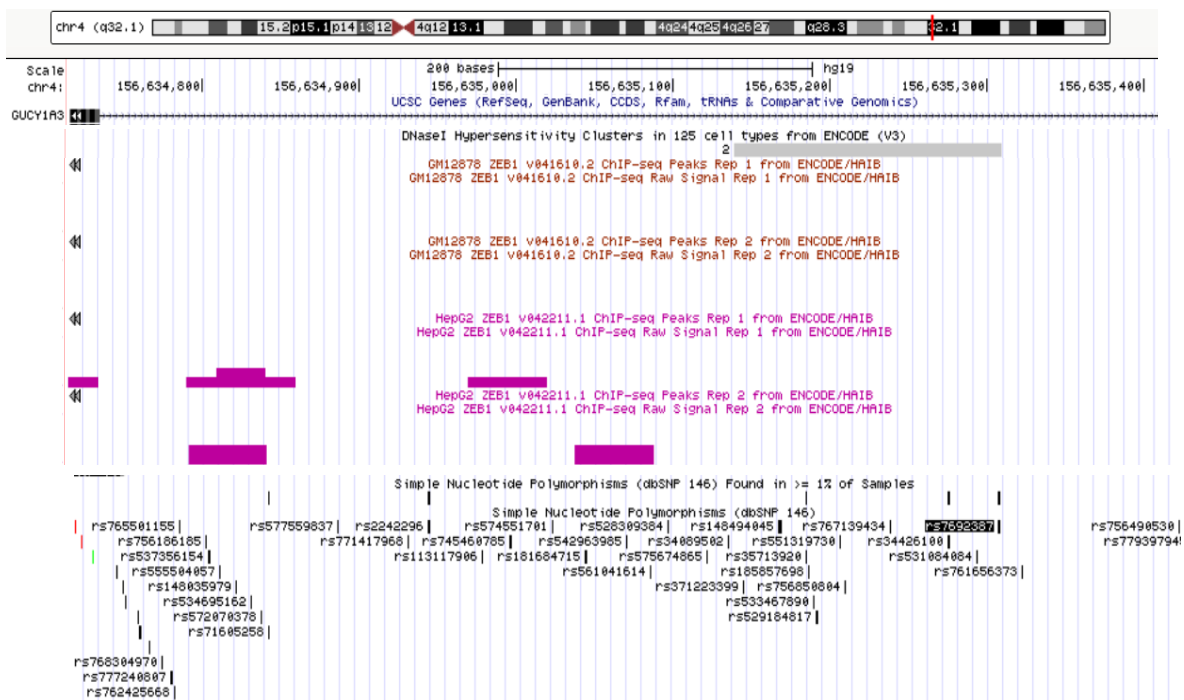 chr4 (q32.1) 15.2 p15.1 p14 13 12 4q12 13.1 4q24 4q25 4q26 27 q28.3 32.1
Scale 200 bases hg19
chr4: 156,634,800| 156,634,900| 156,635,000| 156,635,100| 156,635,200| 156,635,300| 156,635,400|
UCSC Genes (RefSeq, GenBank, CCDS, Rfam, tRNAs & Comparative Genomics)
GUCY1A3
DNaseI Hypersensitivity Clusters in 125 cell types from ENCODE (V3)
2
GM12878 ZEB1 v041610.2 ChIP-seq Peaks Rep 1 from ENCODE/HAIB
GM12878 ZEB1 v041610.2 ChIP-seq Raw Signal Rep 1 from ENCODE/HAIB
GM12878 ZEB1 v041610.2 ChIP-seq Peaks Rep 2 from ENCODE/HAIB
GM12878 ZEB1 v041610.2 ChIP-seq Raw Signal Rep 2 from ENCODE/HAIB
HepG2 ZEB1 v042211.1 ChIP-seq Peaks Rep 1 from ENCODE/HAIB
HepG2 ZEB1 v042211.1 ChIP-seq Raw Signal Rep 1 from ENCODE/HAIB
HepG2 ZEB1 v042211.1 ChIP-seq Peaks Rep 2 from ENCODE/HAIB
HepG2 ZEB1 v042211.1 ChIP-seq Raw Signal Rep 2 from ENCODE/HAIB
Simple Nucleotide Polymorphisms (dbSNP 146) Found in >= 1% of Samples
Simple Nucleotide Polymorphisms (dbSNP 146)
rs765501155 rs577559837 rs2242296 rs574551701 rs528309384 rs148494045 rs767139434 rs7692387 rs756490530
rs756186185 rs771417968 rs745460785 rs542963985 rs34089502 rs551319730 rs34426100 rs77939794
rs537356154 rs113117906 rs181684715 rs575674865 rs35713920 rs531084084
rs555504057 rs561041614 rs185857698 rs761656373
rs148035979 rs371223399 rs756850804
rs534695162 rs533467890
rs572070378 rs529184817
rs71605258
rs768304970
rs777240807
rs762425668